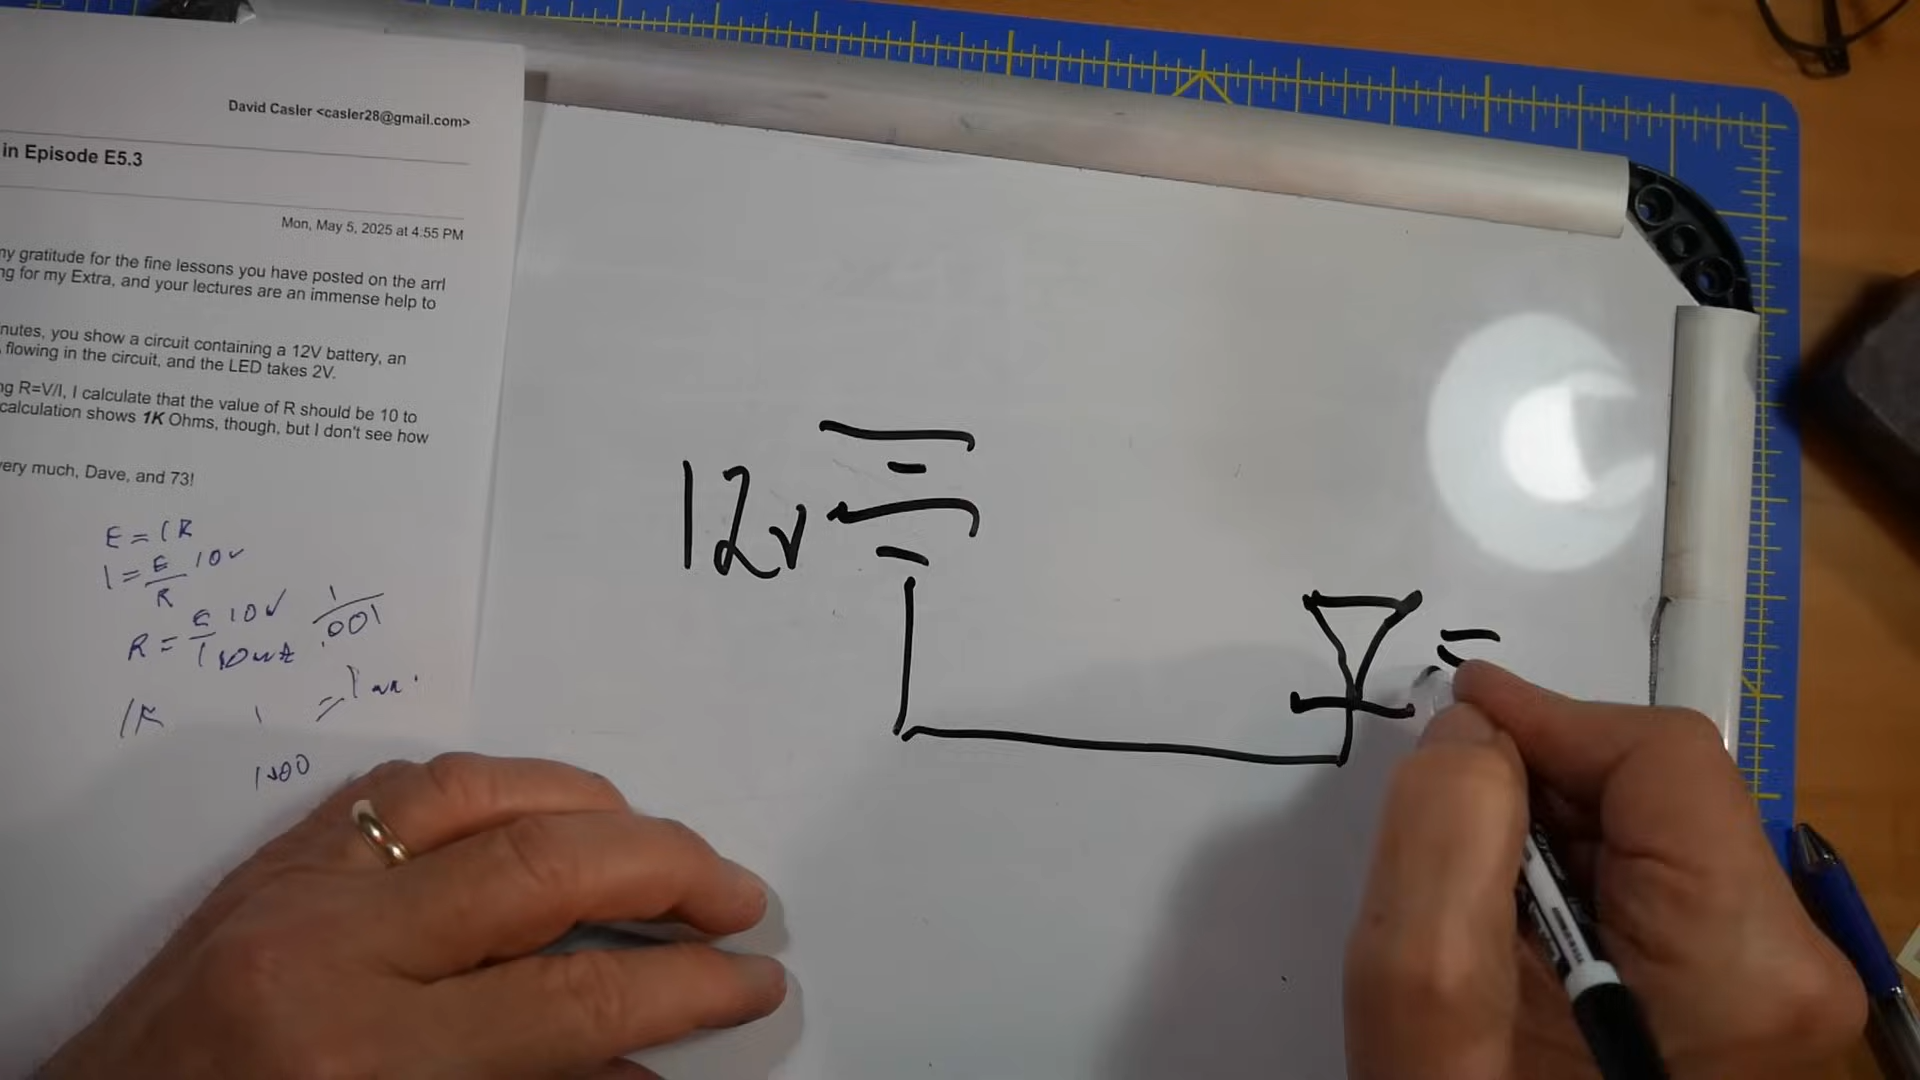 David Casler <casler28@gmail.com>
in Episode E5.3
Mon, May 5, 2025 at 4:55 PM
ny gratitude for the fine lessons you have posted on the arrl
ng for my Extra, and your lectures are an immense help to
nutes, you show a circuit containing a 12V battery, an
flowing in the circuit, and the LED takes 2V.
ng R=V/I, I calculate that the value of R should be 10 to
calculation shows 1K Ohms, though, but I don't see how
very much, Dave, and 73!
E = IR
I = E/R 10v
R = E/I 10v
1/.001
1K
1
1000
12v